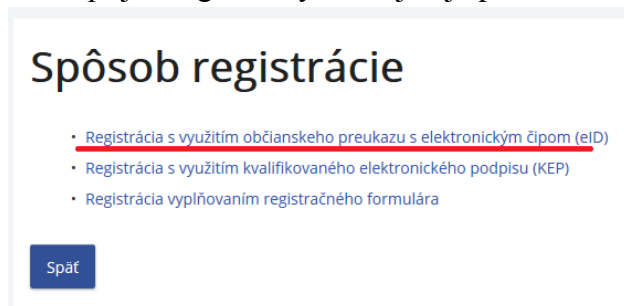 Spôsob registrácie
Registrácia s využitím občianskeho preukazu s elektronickým čipom (eID)
Registrácia s využitím kvalifikovaného elektronického podpisu (KEP)
Registrácia vyplňovaním registračného formulára
Späť